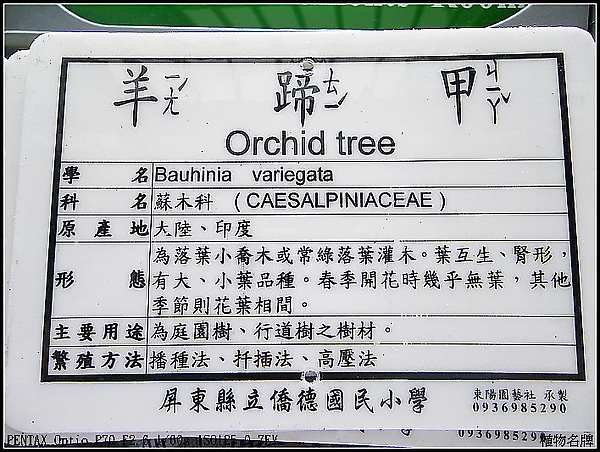 羊ㄧㄤˊ 蹄ㄊㄧˊ 甲ㄐㄧㄚˇ
Orchid tree
學名 Bauhinia variegata
科名 蘇木科 (CAESALPINIACEAE)
原產地 大陸、印度
為落葉小喬木或常綠落葉灌木。葉互生、腎形,
形態 有大、小葉品種。春季開花時幾乎無葉,其他
季節則花葉相間。
主要用途 為庭園樹、行道樹之樹材。
繁殖方法 播種法、扦插法、高壓法
屏東縣立僑德國民小學
東陽園藝社 承製
0936985290
0936985290
植物名牌